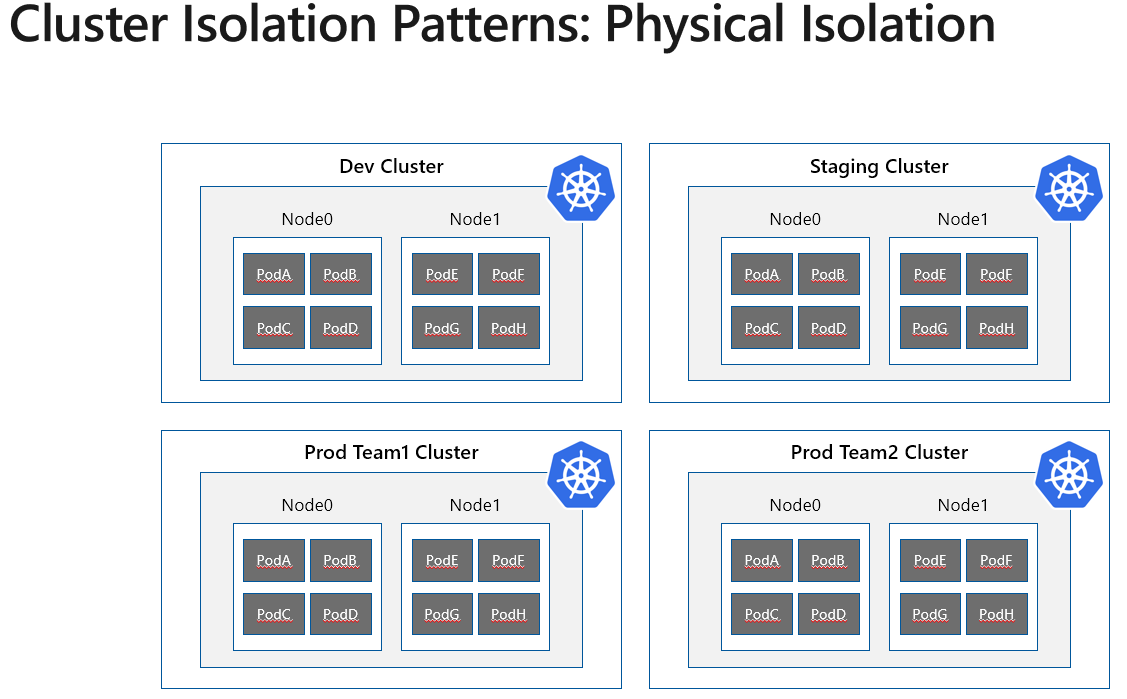 Cluster Isolation Patterns: Physical Isolation
Dev Cluster
Node0
Node1
PodA PodB
PodC PodD
PodE PodF
PodG PodH
Staging Cluster
Node0
Node1
PodA PodB
PodC PodD
PodE PodF
PodG PodH
Prod Team1 Cluster
Node0
Node1
PodA PodB
PodC PodD
PodE PodF
PodG PodH
Prod Team2 Cluster
Node0
Node1
PodA PodB
PodC PodD
PodE PodF
PodG PodH